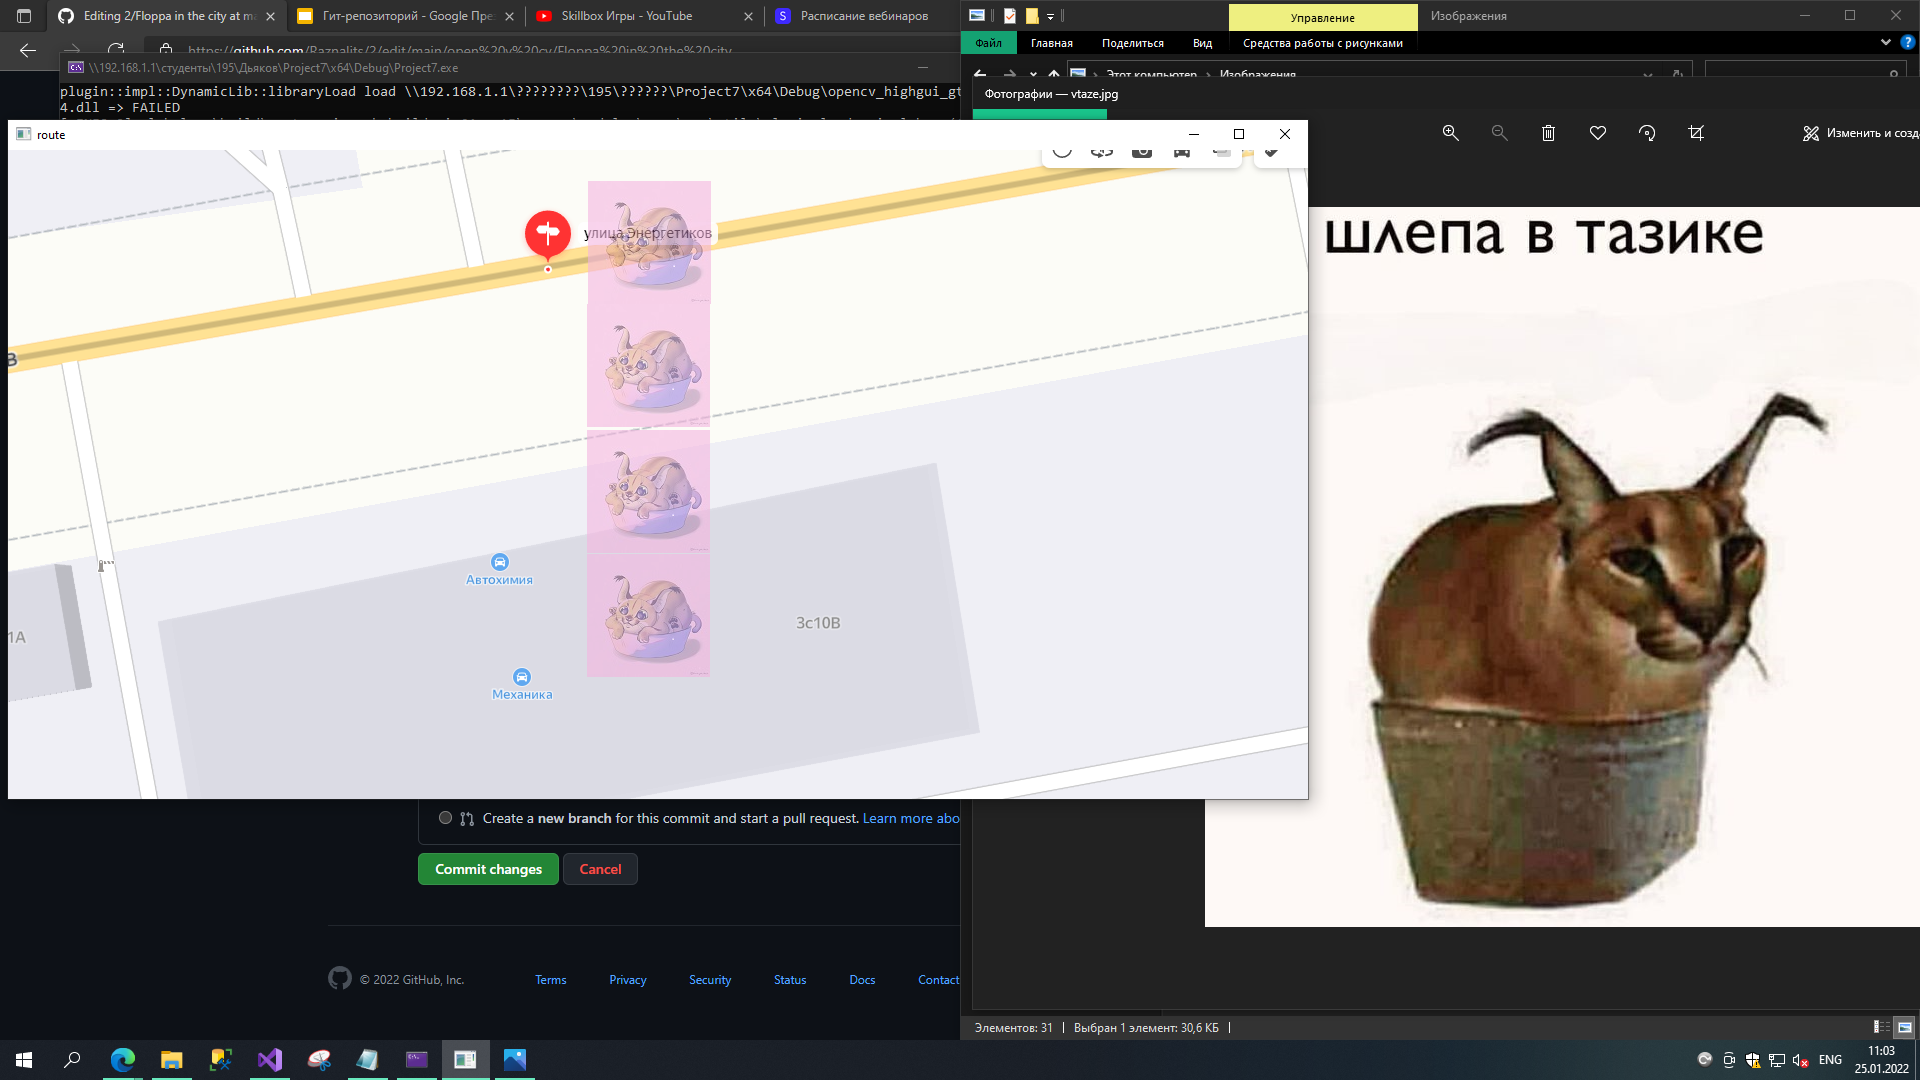 Editing 2/Floppa in the city at ma
Гит-репозиторий - Google Пре
Skillbox Игры - YouTube
Расписание вебинаров
Управление
Изображения
https://github.com/Raznalits/2/edit/main/open%20v%20cv/Floppa%20in%20the%20city
Файл
Главная
Поделиться
Вид
Средства работы с рисунками
\\192.168.1.1\студенты\195\Дьяков\Project7\x64\Debug\Project7.exe
Этот компьютер
Изображения
plugin::impl::DynamicLib::libraryLoad load \\192.168.1.1\????????\195\??????\Project7\x64\Debug\opencv_highgui_gt
4.dll => FAILED
Фотографии — vtaze.jpg
route
Изменить и созд
улица Энергетиков
шлепа в тазике
В
Автохимия
1А
3с10В
Механика
Create a new branch for this commit and start a pull request. Learn more abo
Commit changes
Cancel
© 2022 GitHub, Inc.
Terms
Privacy
Security
Status
Docs
Contact
Элементов: 31
Выбран 1 элемент: 30,6 КБ
ENG
11:03
25.01.2022